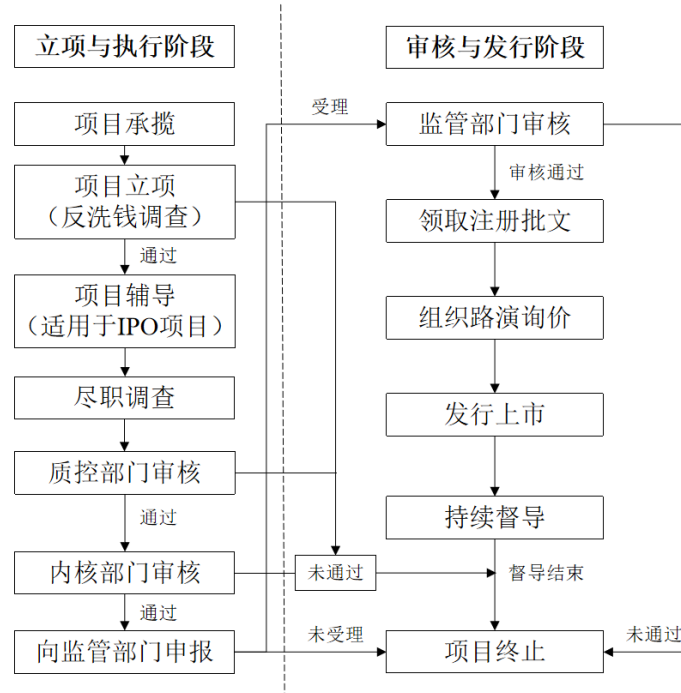 立项与执行阶段
项目承揽
项目立项
（反洗钱调查）
通过
项目辅导
（适用于IPO项目）
尽职调查
质控部门审核
通过
内核部门审核
通过
向监管部门申报
审核与发行阶段
受理
监管部门审核
审核通过
领取注册批文
组织路演询价
发行上市
持续督导
未通过
督导结束
未受理
项目终止
未通过